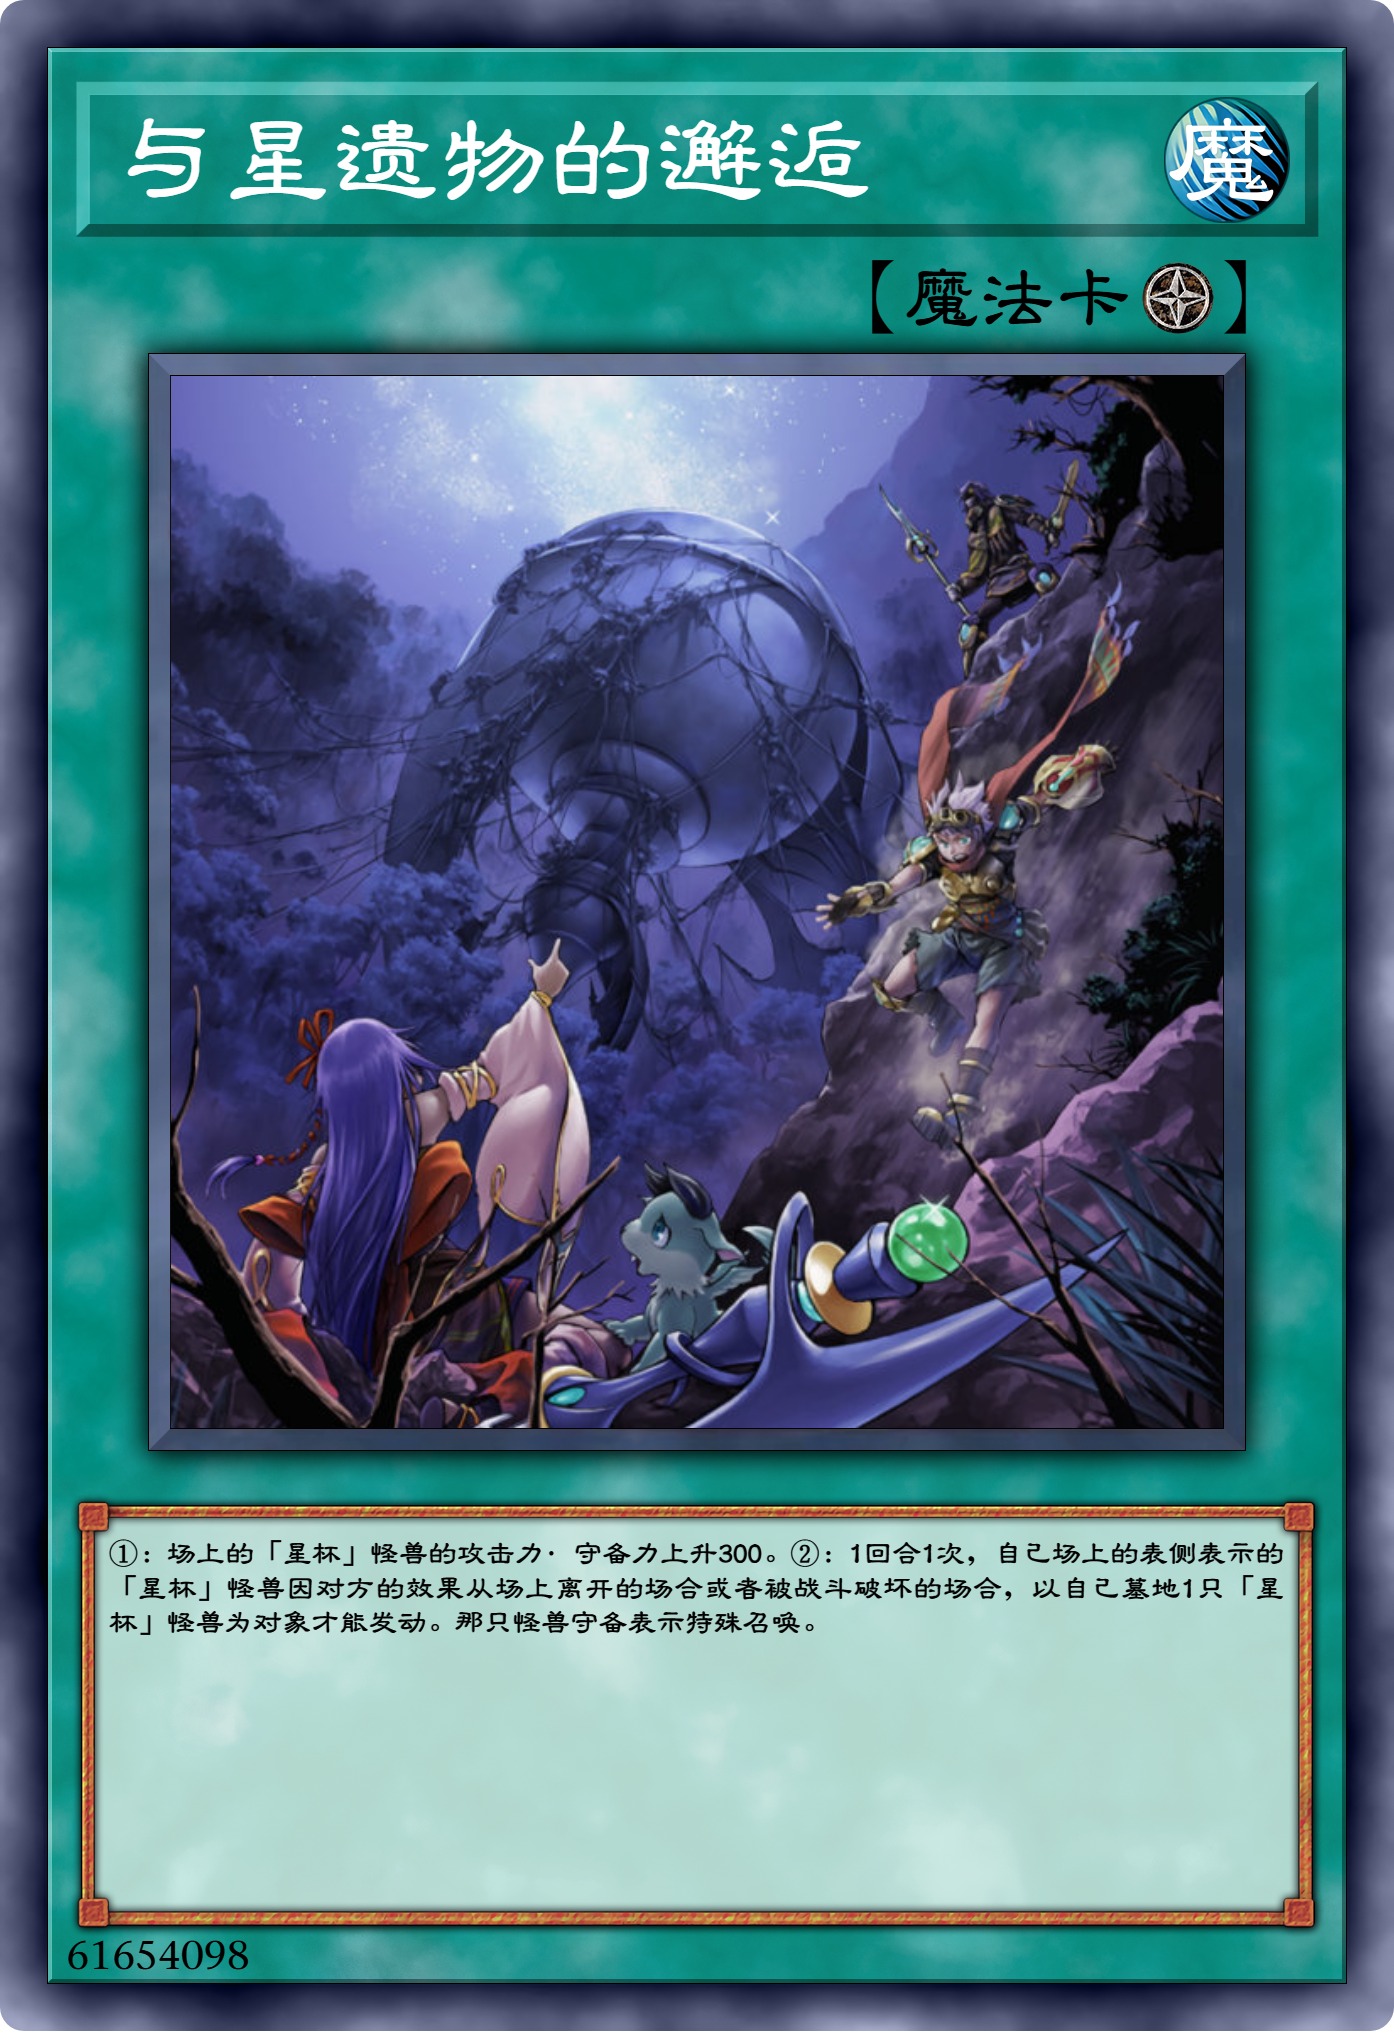 与星遗物的邂逅
魔
【魔法卡】
①：场上的「星杯」怪兽的攻击力·守备力上升300。②：1回合1次，自己场上的表侧表示的
「星杯」怪兽因对方的效果从场上离开的场合或者被战斗破坏的场合，以自己墓地1只「星
杯」怪兽为对象才能发动。那只怪兽守备表示特殊召唤。
61654098